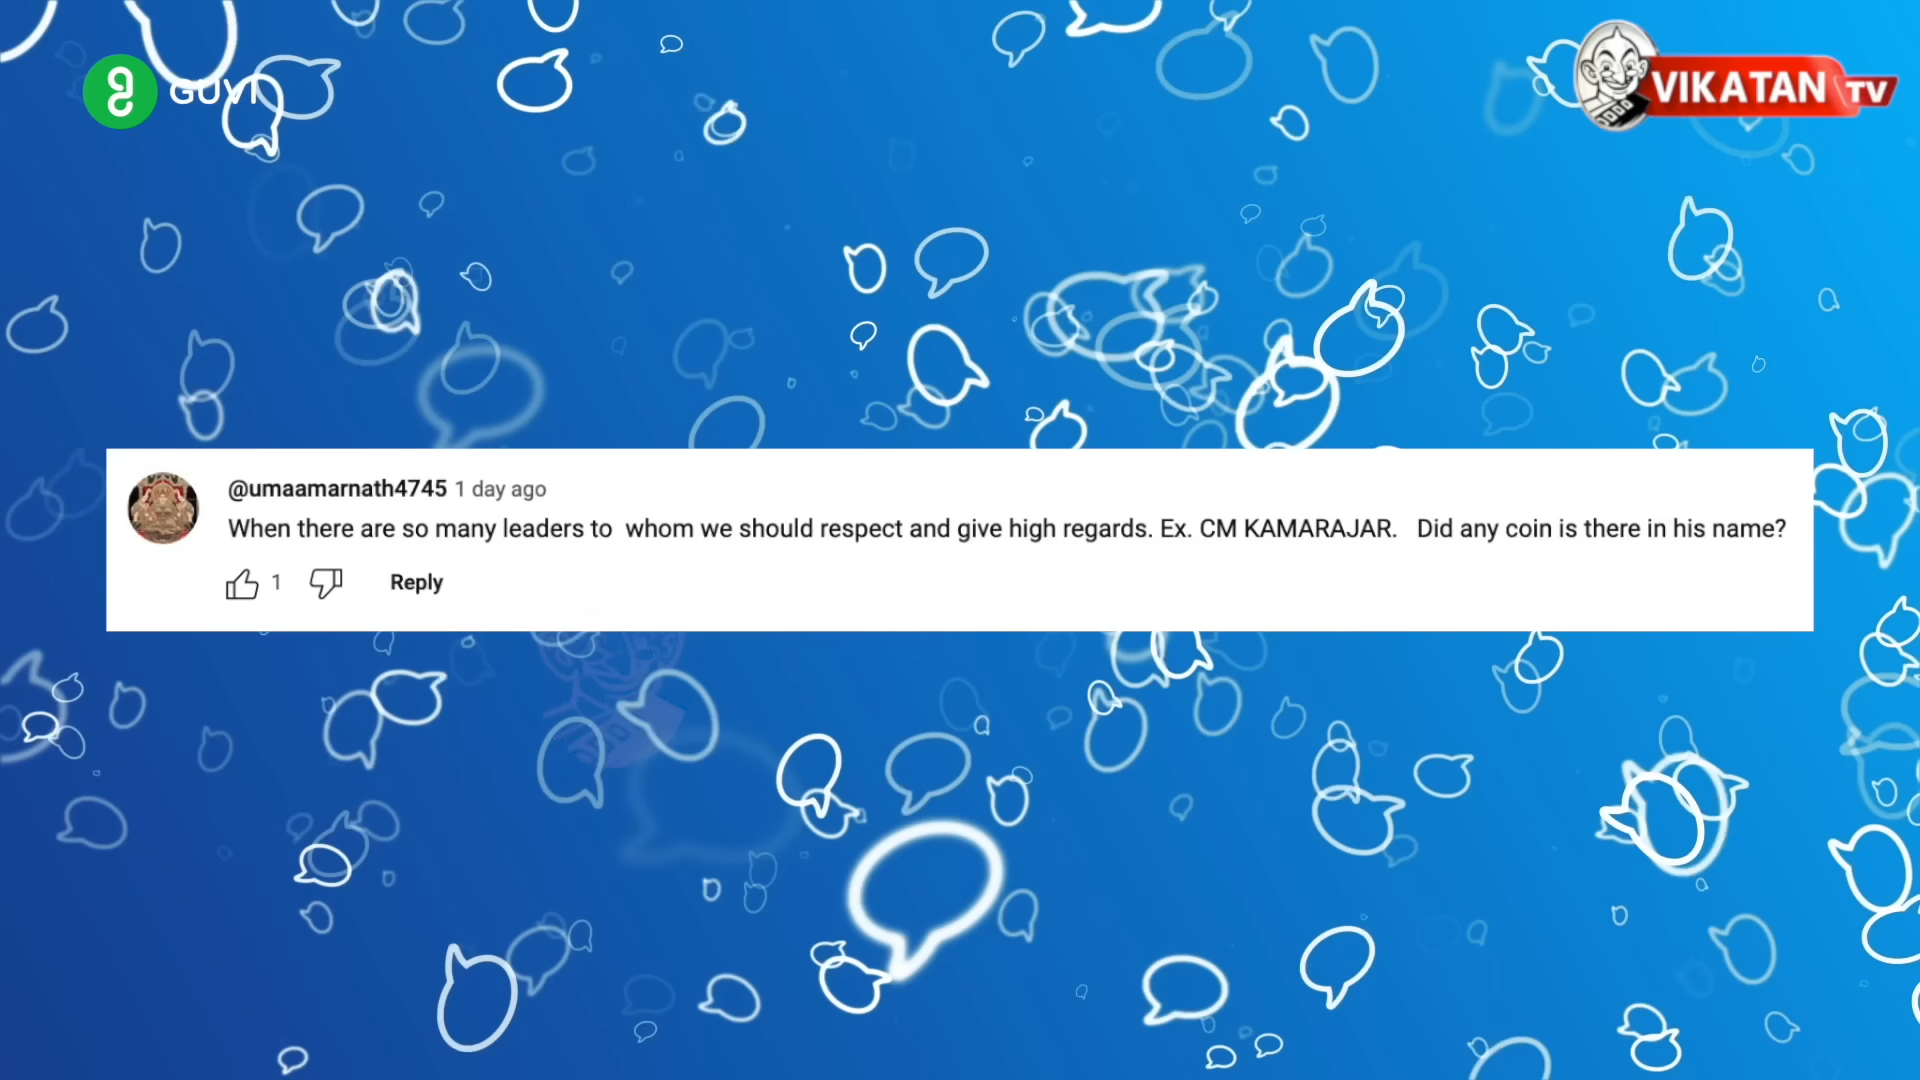 GUVI
VIKATAN TV
@umaamarnath4745 1 day ago
When there are so many leaders to  whom we should respect and give high regards. Ex. CM KAMARAJAR.   Did any coin is there in his name?
1
Reply